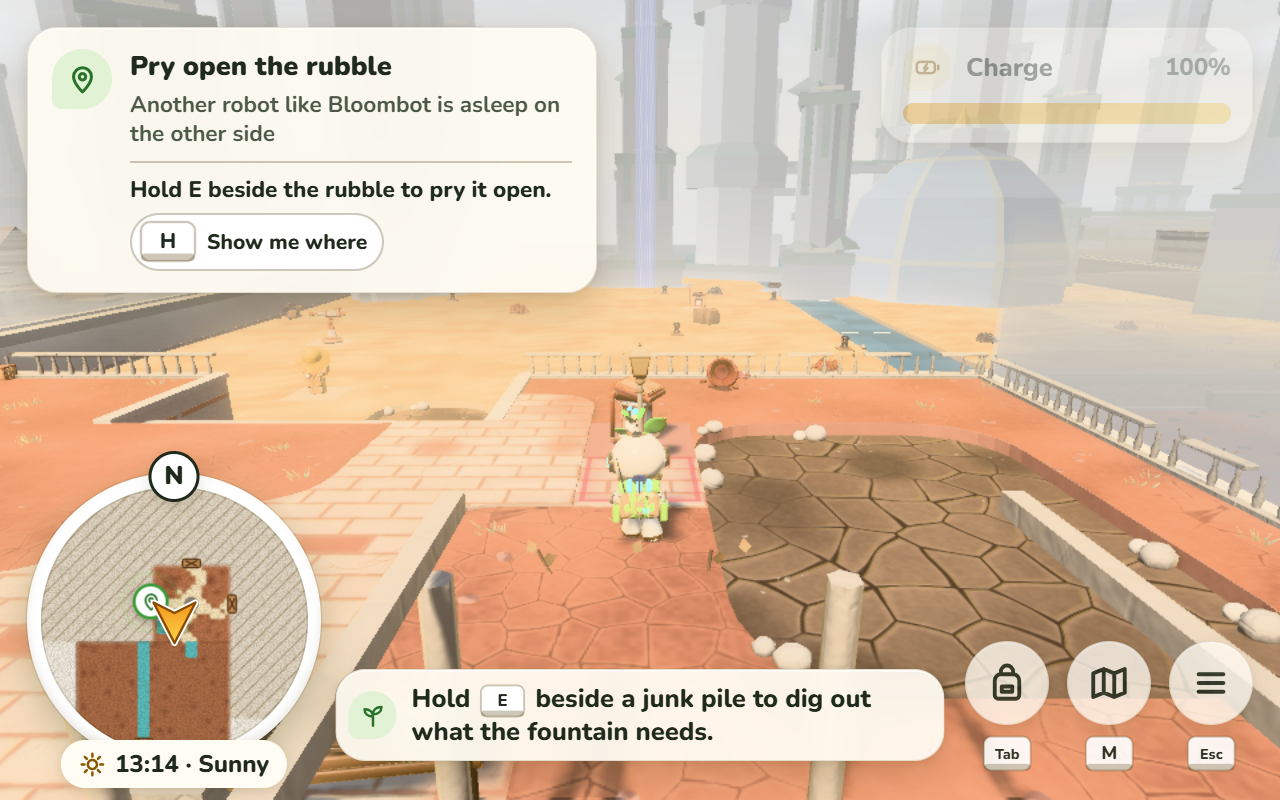 Pry open the rubble
Another robot like Bloombot is asleep on
the other side
Hold E beside the rubble to pry it open.
H Show me where
Charge 100%
N
13:14 · Sunny
Hold E beside a junk pile to dig out
what the fountain needs.
Tab
M
Esc